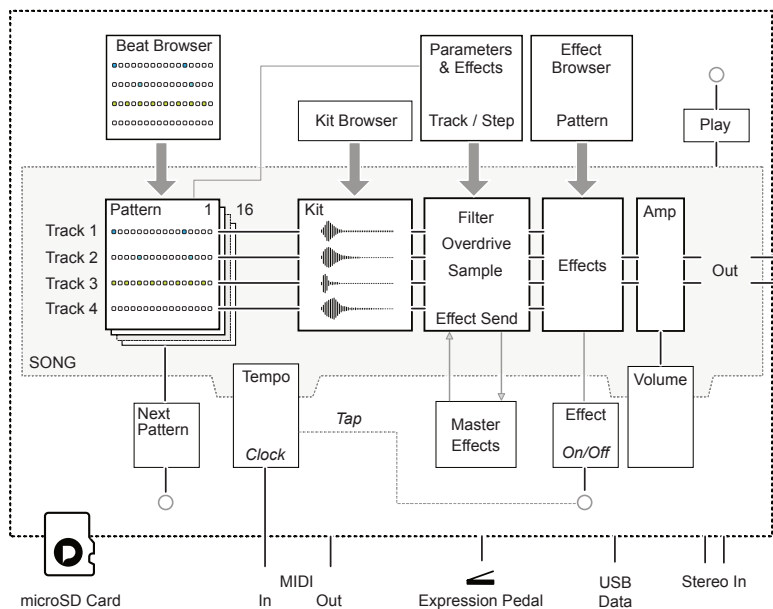 Beat Browser
Parameters
& Effects
Track / Step
Effect
Browser
Pattern
Kit Browser
Play
Pattern 1 16
Kit
Filter
Overdrive
Sample
Effect Send
Effects
Amp
Track 1
Track 2
Track 3
Track 4
Out
SONG
Tempo
Clock
Volume
Next
Pattern
Tap
Master
Effects
Effect
On/Off
microSD Card
MIDI
In Out
Expression Pedal
USB
Data
Stereo In